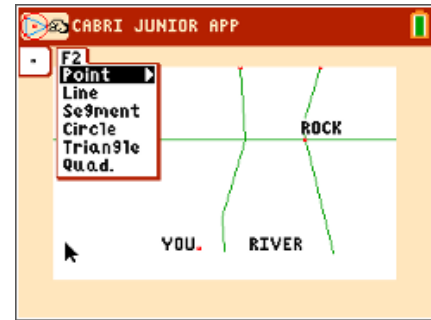 CABRI JUNIOR APP
F2
Point
Line
Segment
Circle
Triangle
Quad.
ROCK
YOU
RIVER